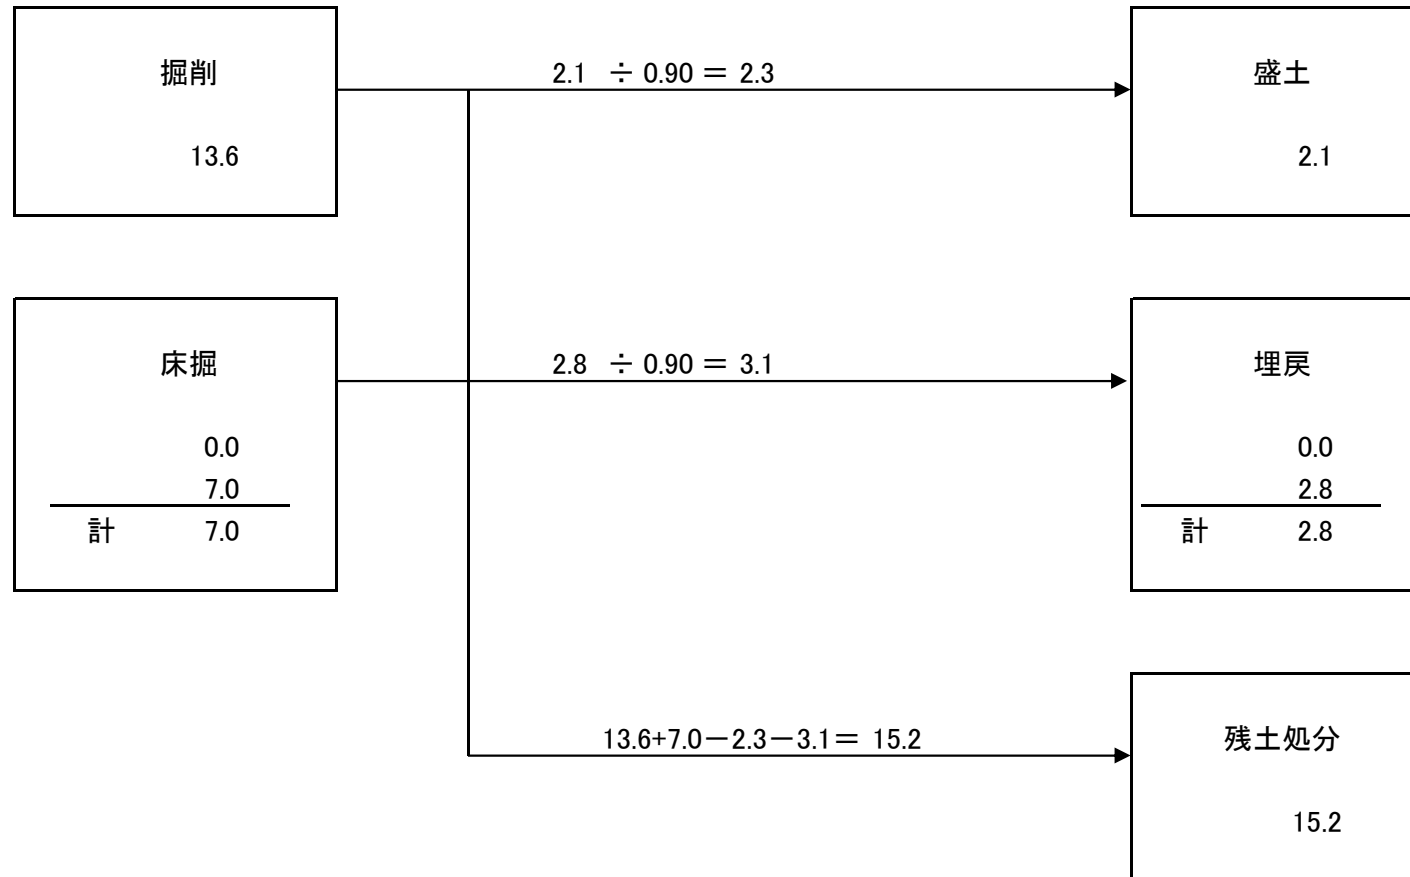 掘削
13.6
2.1 ÷ 0.90 ＝ 2.3
盛土
2.1
床掘
0.0
7.0
計 7.0
2.8 ÷ 0.90 ＝ 3.1
埋戻
0.0
2.8
計 2.8
13.6+7.0－2.3－3.1＝ 15.2
残土処分
15.2